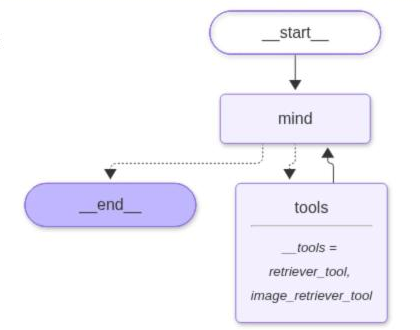 __start__
mind
__end__
tools
__tools =
retriever_tool,
image_retriever_tool